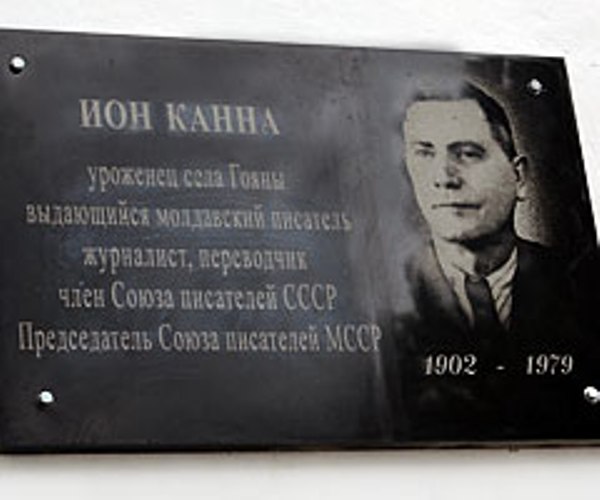 ИОН КАННА
уроженец села Гояны
выдающийся молдавский писатель
журналист, переводчик
член Союза писателей СССР
Председатель Союза писателей МССР
1902 - 1979